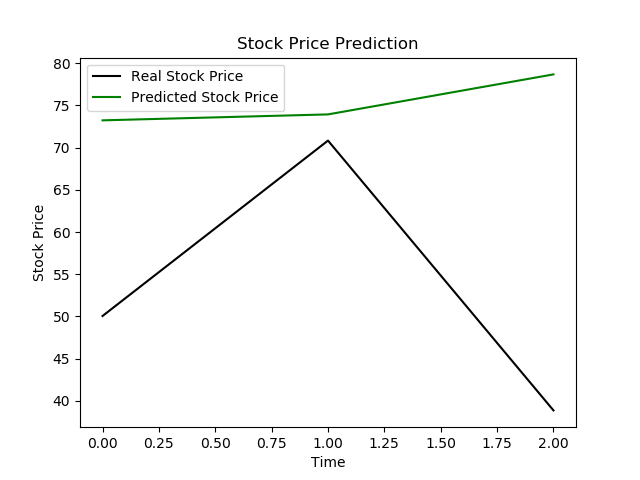 Stock Price Prediction
Real Stock Price
Predicted Stock Price
Stock Price
80
75
70
65
60
55
50
45
40
0.00 0.25 0.50 0.75 1.00 1.25 1.50 1.75 2.00
Time